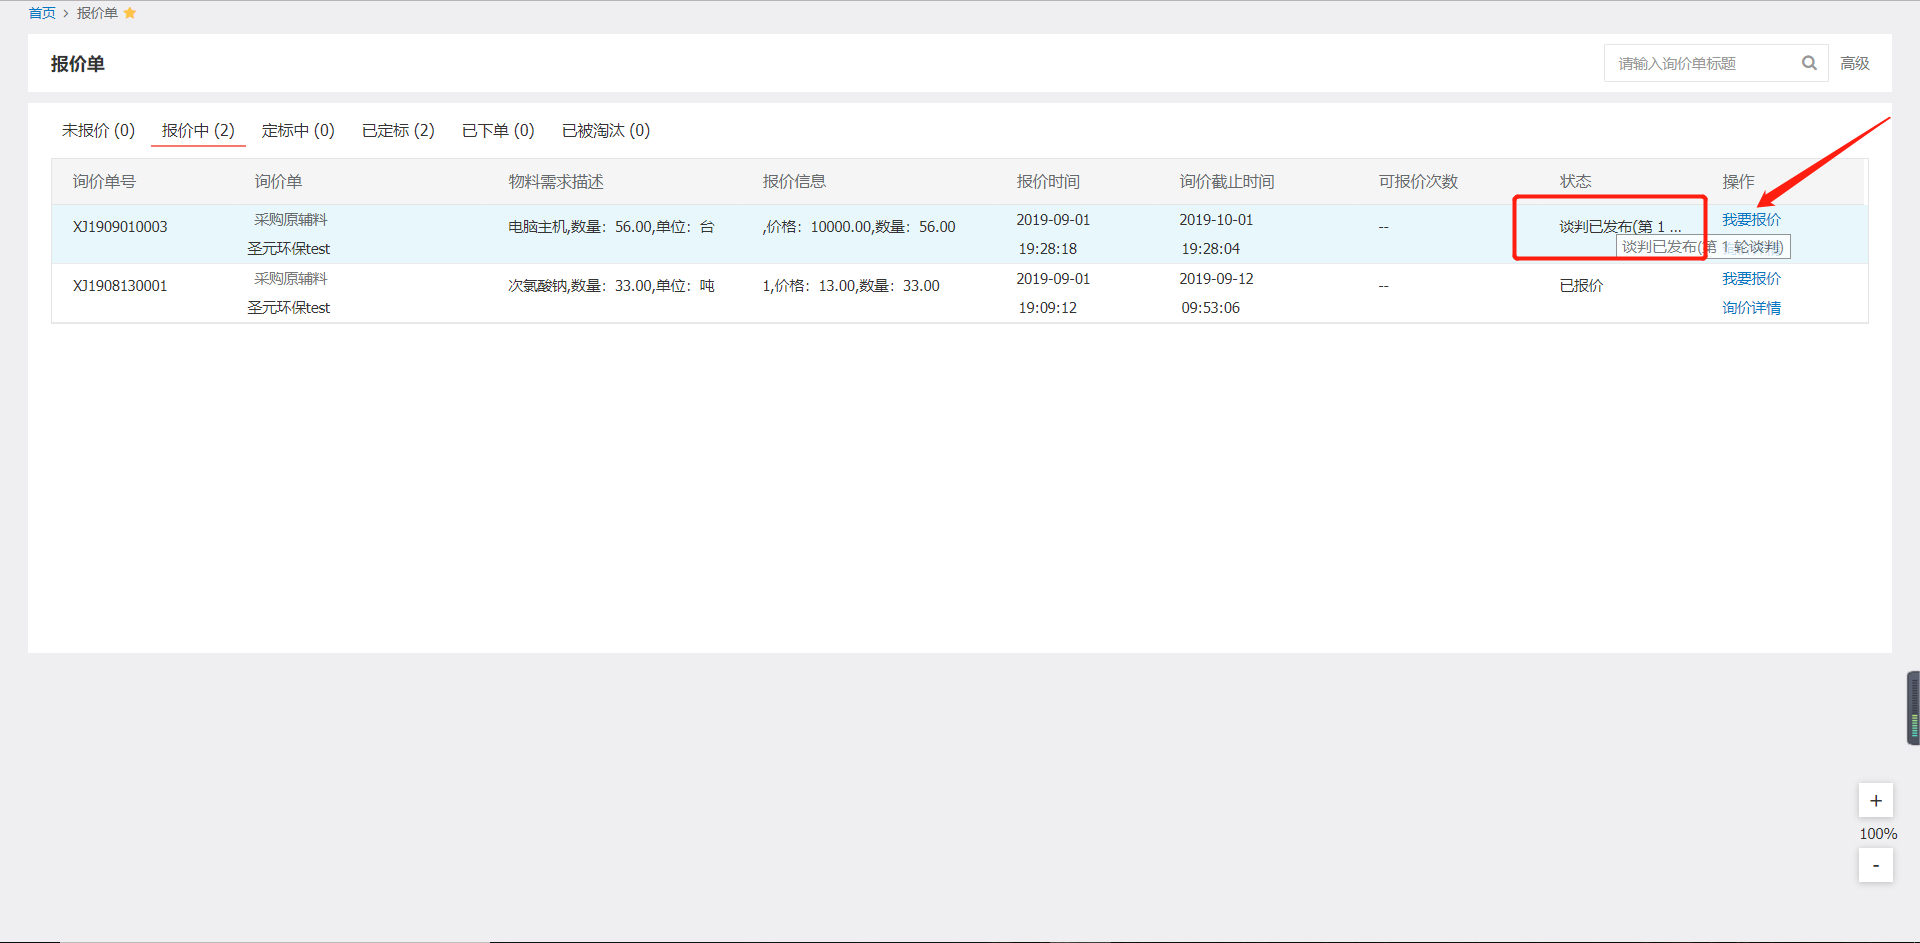 首页 > 报价单
报价单
请输入询价单标题 高级
未报价 (0) 报价中 (2) 定标中 (0) 已定标 (2) 已下单 (0) 已被淘汰 (0)
询价单号 询价单 物料需求描述 报价信息 报价时间 询价截止时间 可报价次数 状态 操作
采购原辅料 2019-09-01 2019-10-01 我要报价
XJ1909010003 电脑主机,数量：56.00,单位：台 ,价格：10000.00,数量：56.00 -- 谈判已发布(第 1 ...
圣元环保test 19:28:18 19:28:04 谈判已发布(第 1 轮谈判)
采购原辅料 2019-09-01 2019-09-12 我要报价
XJ1908130001 次氯酸钠,数量：33.00,单位：吨 1,价格：13.00,数量：33.00 -- 已报价
圣元环保test 19:09:12 09:53:06 询价详情
+
100%
-